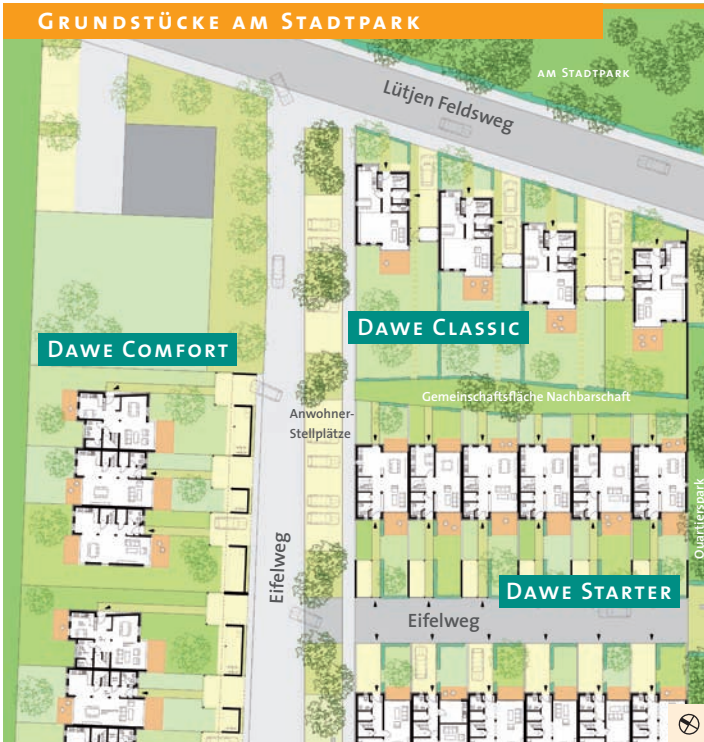 GRUNDSTÜCKE AM STADTPARK
AM STADTPARK
Lütjen Feldsweg
DAWE CLASSIC
DAWE COMFORT
Gemeinschaftsfläche Nachbarschaft
Anwohner-
Stellplätze
Quartierspark
Eifelweg
DAWE STARTER
Eifelweg